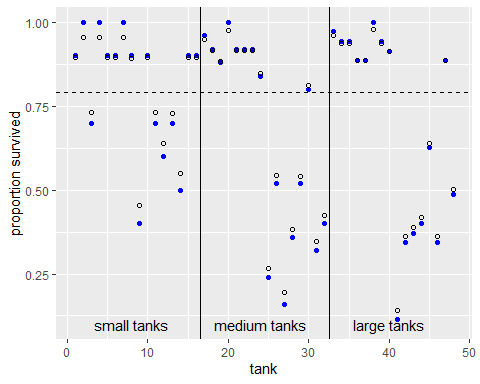 1.00
0.75
0.50
0.25
proportion survived
small tanks
medium tanks
large tanks
0
10
20
30
40
50
tank